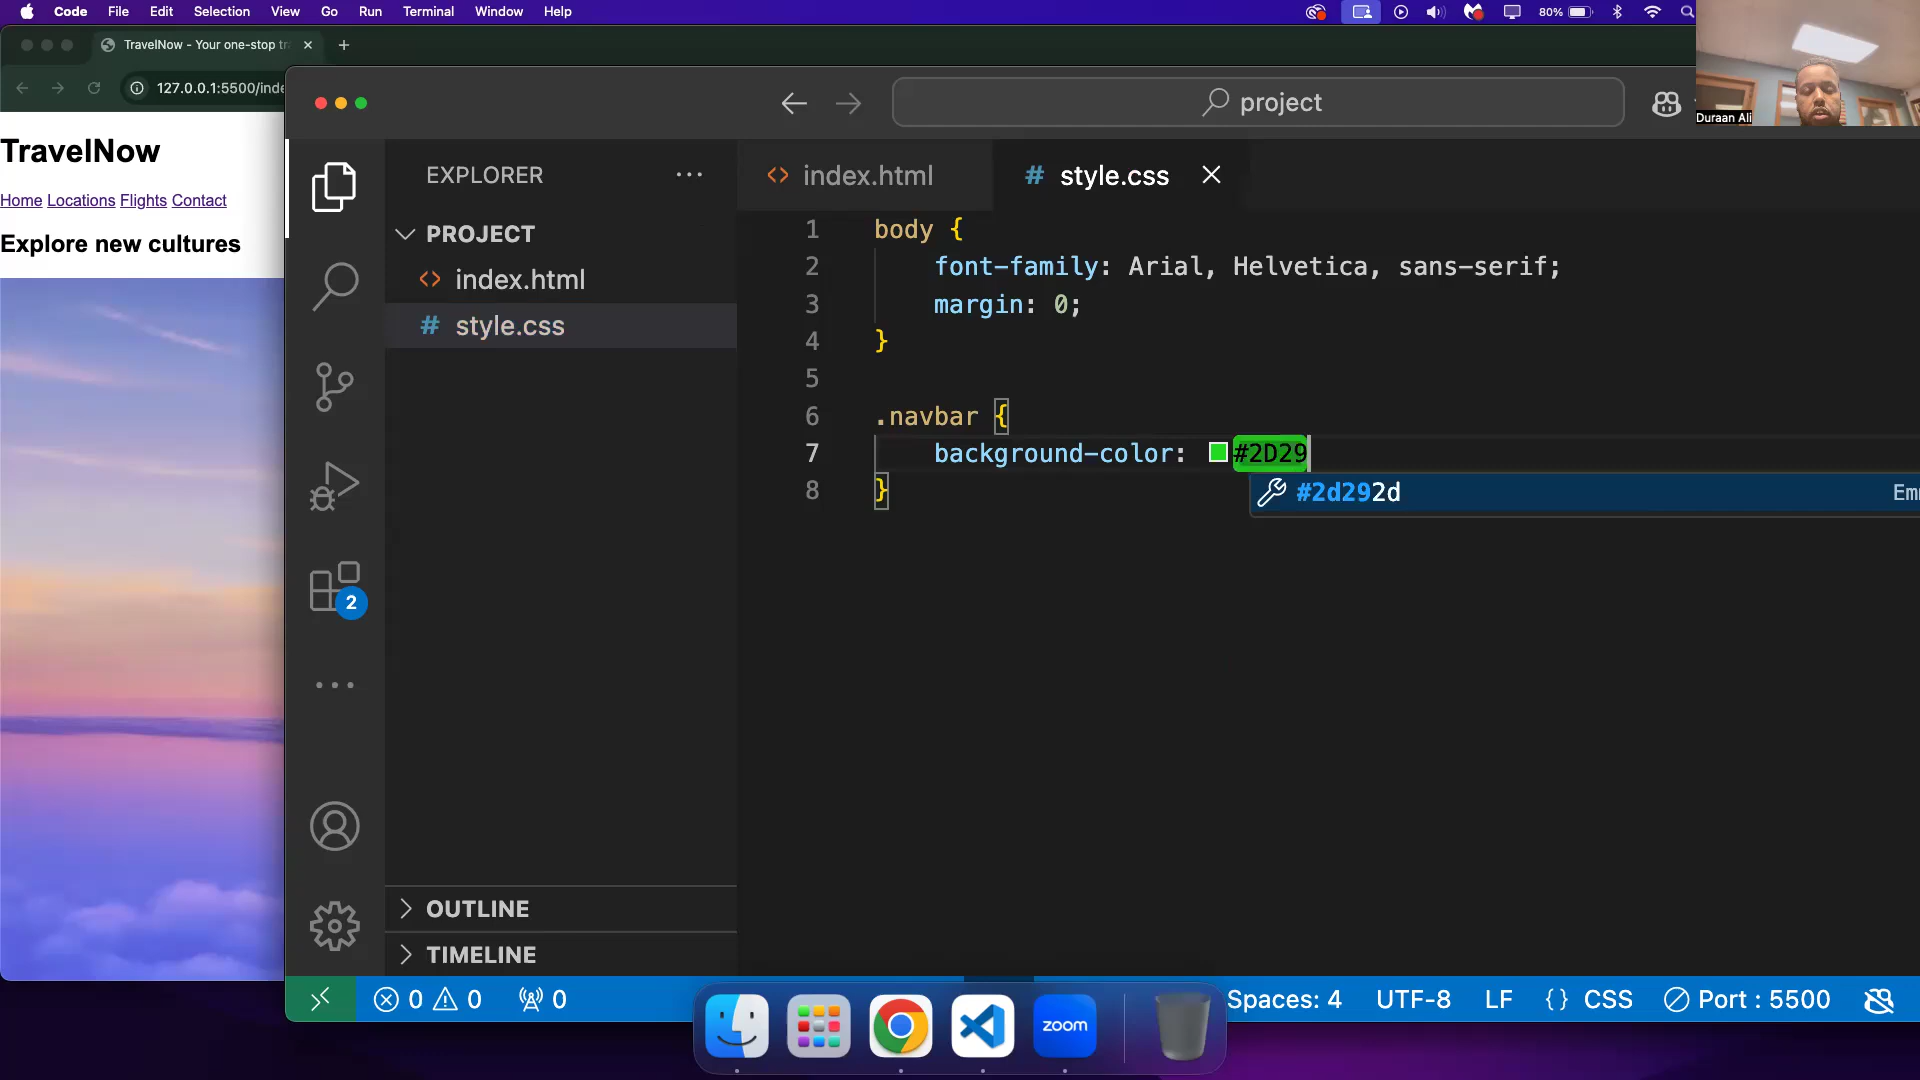 Code File Edit Selection View Go Run Terminal Window Help 80%
TravelNow - Your one-stop
127.0.0.1:5500/inde
project
Duraan Ali
TravelNow
Home Locations Flights Contact
Explore new cultures
EXPLORER
PROJECT
index.html
style.css
2
OUTLINE
TIMELINE
index.html
# style.css
1 body {
2 font-family: Arial, Helvetica, sans-serif;
3 margin: 0;
4 }
5
6 .navbar {
7 background-color: #2D29
#2d292d
8 }
0 0 0
Spaces: 4 UTF-8 LF {} CSS Port : 5500
zoom